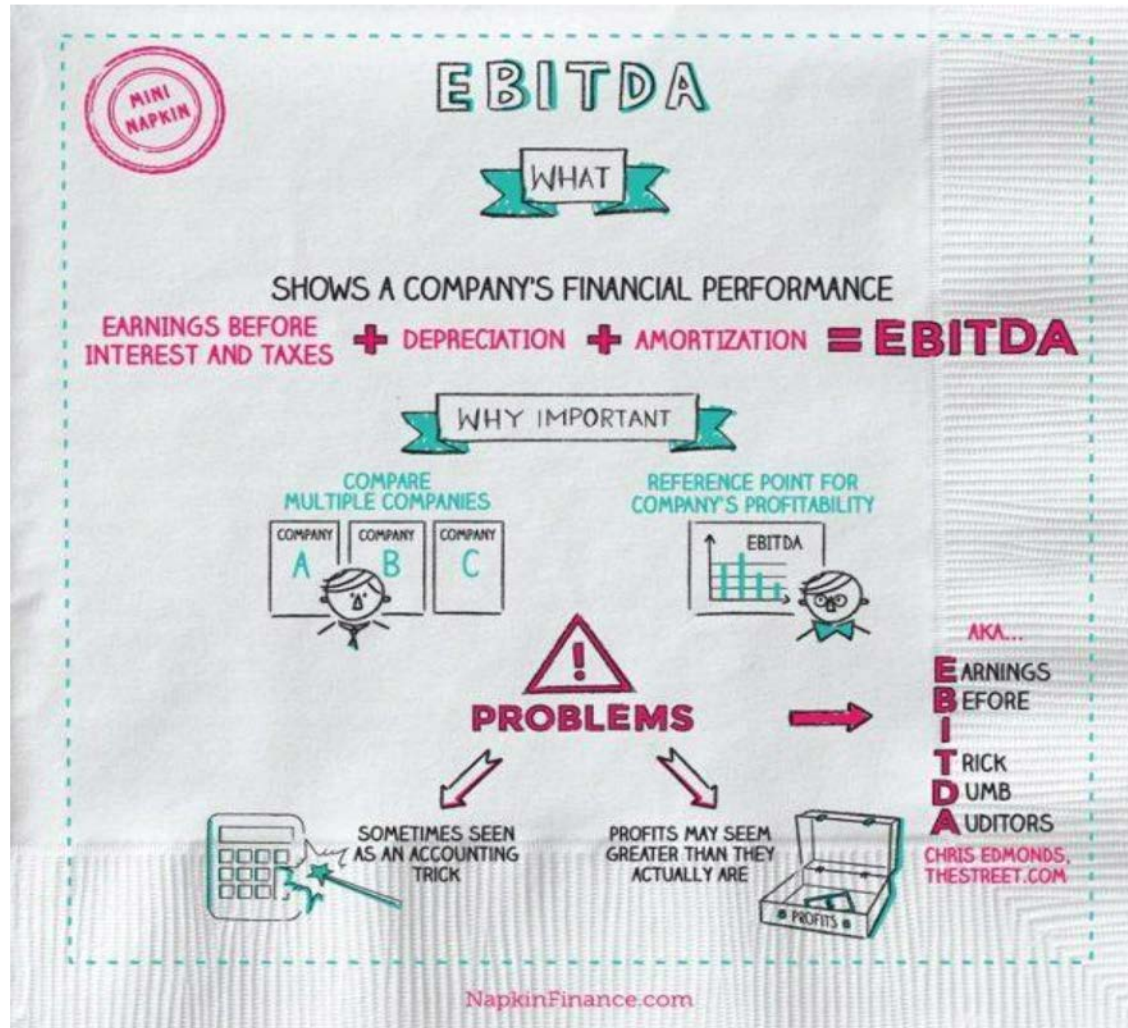 MINI
NAPKIN
EBITDA
WHAT
SHOWS A COMPANY'S FINANCIAL PERFORMANCE
EARNINGS BEFORE
INTEREST AND TAXES
+ DEPRECIATION + AMORTIZATION = EBITDA
WHY IMPORTANT
COMPARE
MULTIPLE COMPANIES
COMPANY
A
COMPANY
B
COMPANY
C
REFERENCE POINT FOR
COMPANY'S PROFITABILITY
EBITDA
!
PROBLEMS
SOMETIMES SEEN
AS AN ACCOUNTING
TRICK
PROFITS MAY SEEM
GREATER THAN THEY
ACTUALLY ARE
PROFITS
AKA...
EARNINGS
BEFORE
I
TRICK
DUMB
AUDITORS
CHRIS EDMONDS,
THESTREET.COM
NapkinFinance.com